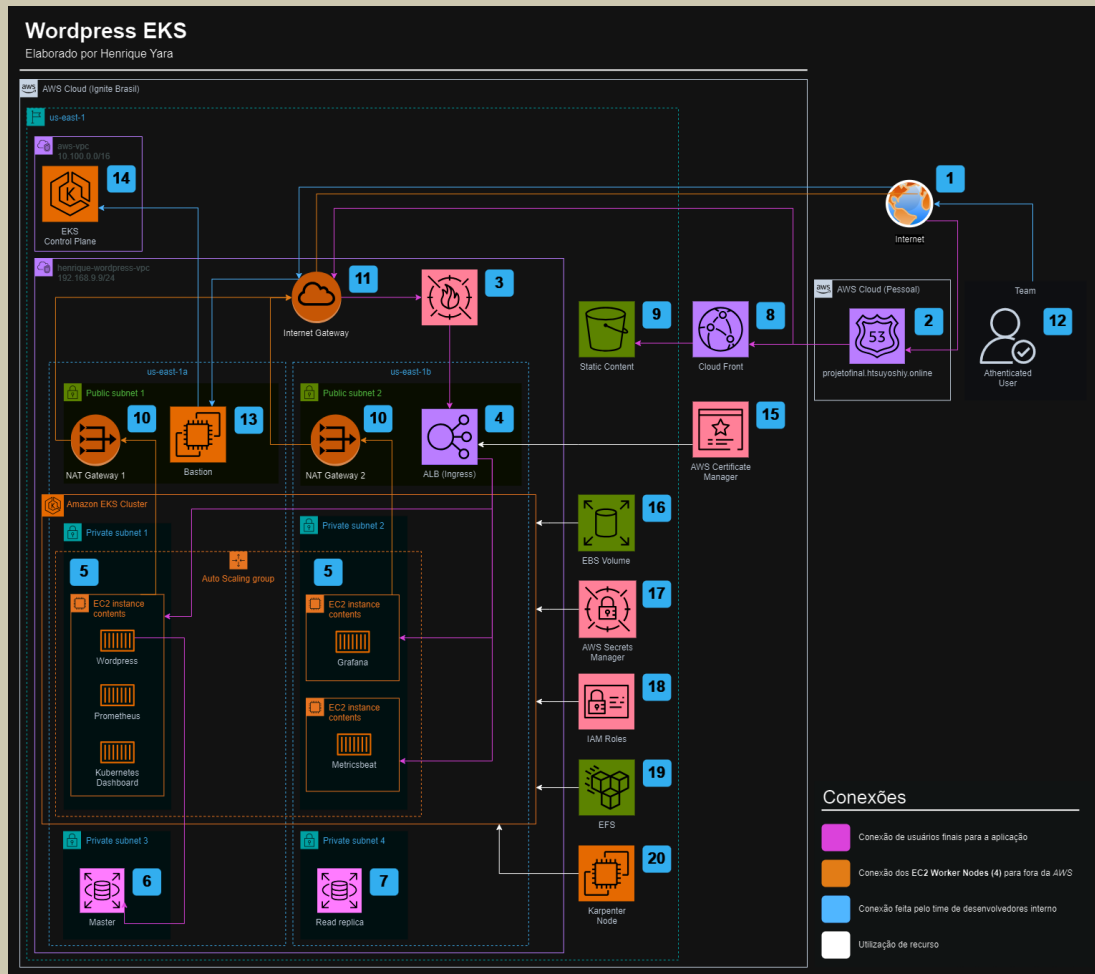 Wordpress EKS
Elaborado por Henrique Yara
aws
AWS Cloud (Ignite Brasil)
us-east-1
aws-vpc
10.100.0.0/16
14
K
EKS
Control Plane
1
Internet
henrique-wordpress-vpc
192.168.9.9/24
11
Internet Gateway
3
9
Static Content
8
Cloud Front
aws
AWS Cloud (Pessoal)
53
2
projetofinal.htsuyoshiy.online
Team
12
Athenticated
User
us-east-1a
us-east-1b
Public subnet 1
10
NAT Gateway 1
13
Bastion
Public subnet 2
10
NAT Gateway 2
4
ALB (Ingress)
15
AWS Certificate
Manager
Amazon EKS Cluster
Private subnet 1
Private subnet 2
Auto Scaling group
5
5
EC2 instance
contents
Wordpress
Prometheus
Kubernetes
Dashboard
EC2 instance
contents
Grafana
EC2 instance
contents
Metricsbeat
16
EBS Volume
17
AWS Secrets
Manager
18
IAM Roles
19
EFS
20
Karpenter
Node
Private subnet 3
6
Master
Private subnet 4
7
Read replica
Conexões
Conexão de usuários finais para a aplicação
Conexão dos EC2 Worker Nodes (4) para fora da AWS
Conexão feita pelo time de desenvolvedores interno
Utilização de recurso